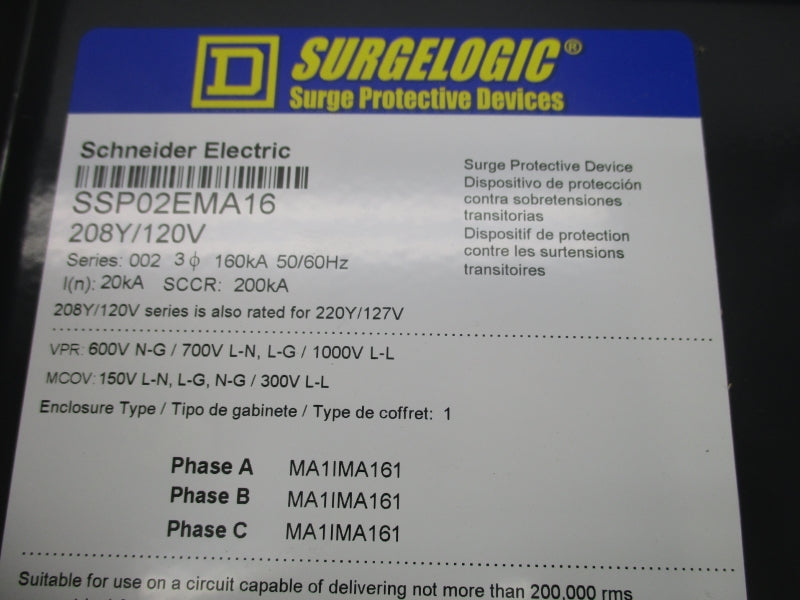 D
SURGELOGIC®
Surge Protective Devices
Schneider Electric
SSP02EMA16
208Y/120V
Series: 002 3ϕ 160kA 50/60Hz
I(n): 20kA SCCR: 200kA
208Y/120V series is also rated for 220Y/127V
Surge Protective Device
Dispositivo de protección
contra sobretensiones
transitorias
Dispositif de protection
contre les surtensions
transitoires
VPR: 600V N-G / 700V L-N, L-G / 1000V L-L
MCOV: 150V L-N, L-G, N-G / 300V L-L
Enclosure Type / Tipo de gabinete / Type de coffret: 1
Phase A MA1IMA161
Phase B MA1IMA161
Phase C MA1IMA161
Suitable for use on a circuit capable of delivering not more than 200,000 rms